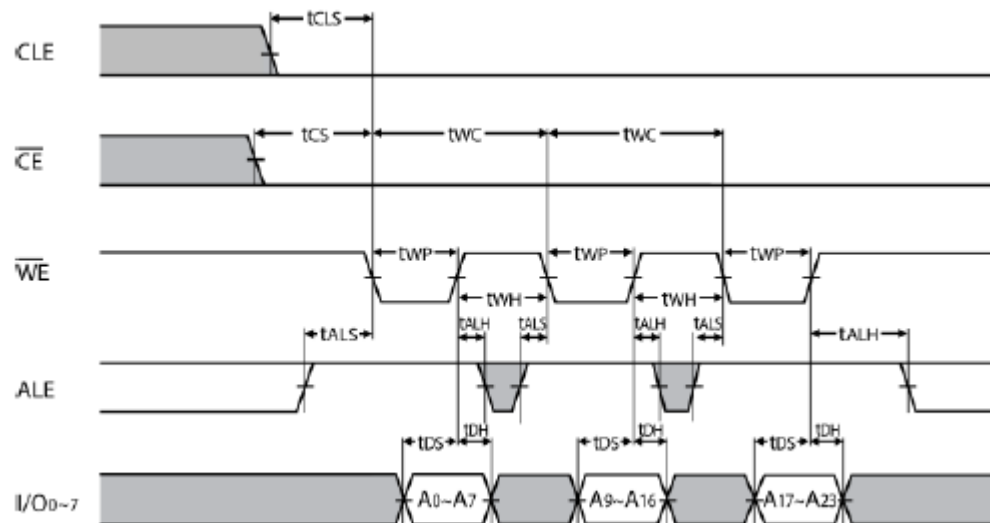 tCLS
CLE
tCS tWC tWC
CE
tWP tWP tWP
WE
tWH tWH
tALH tALS tALH tALS
tALS tALH
ALE
tDS tDH tDS tDH tDS tDH
I/O0~7 A0~A7 A9~A16 A17~A23